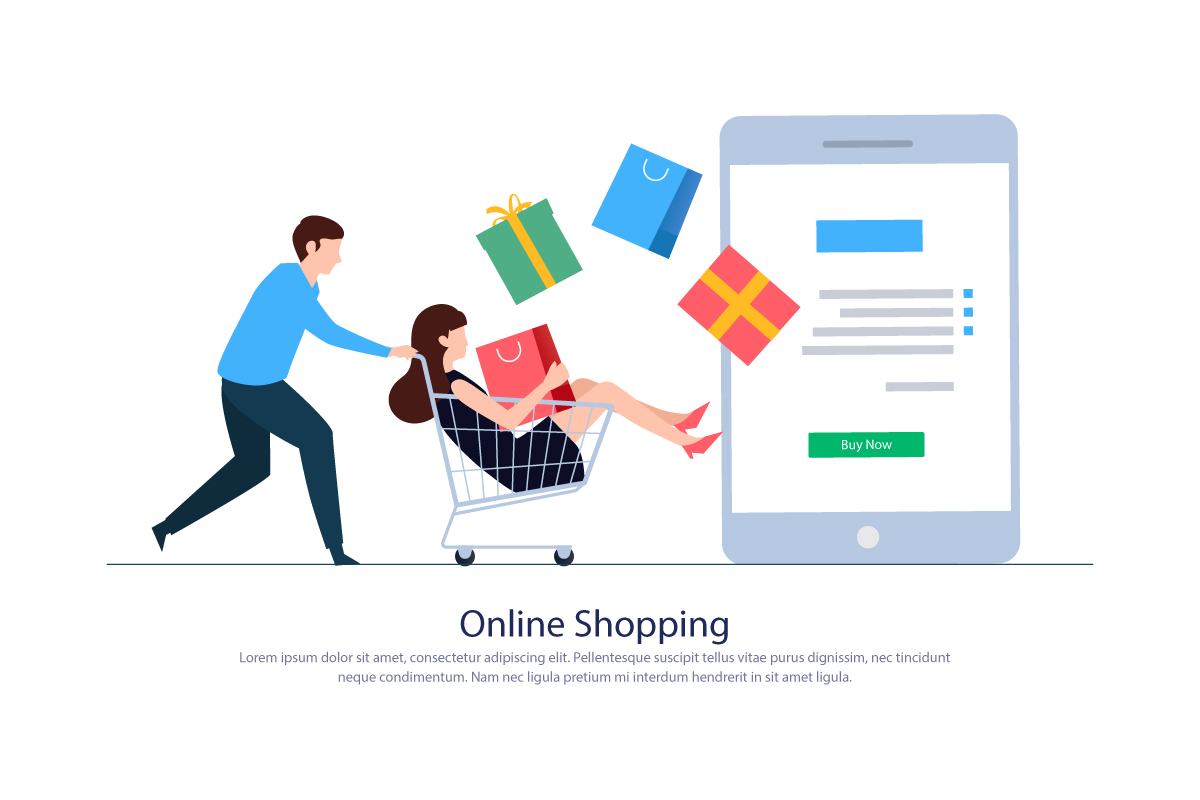 Buy Now
Online Shopping
Lorem ipsum dolor sit amet, consectetur adipiscing elit. Pellentesque suscipit tellus vitae purus dignissim, nec tincidunt
neque condimentum. Nam nec ligula pretium mi interdum hendrerit in sit amet ligula.